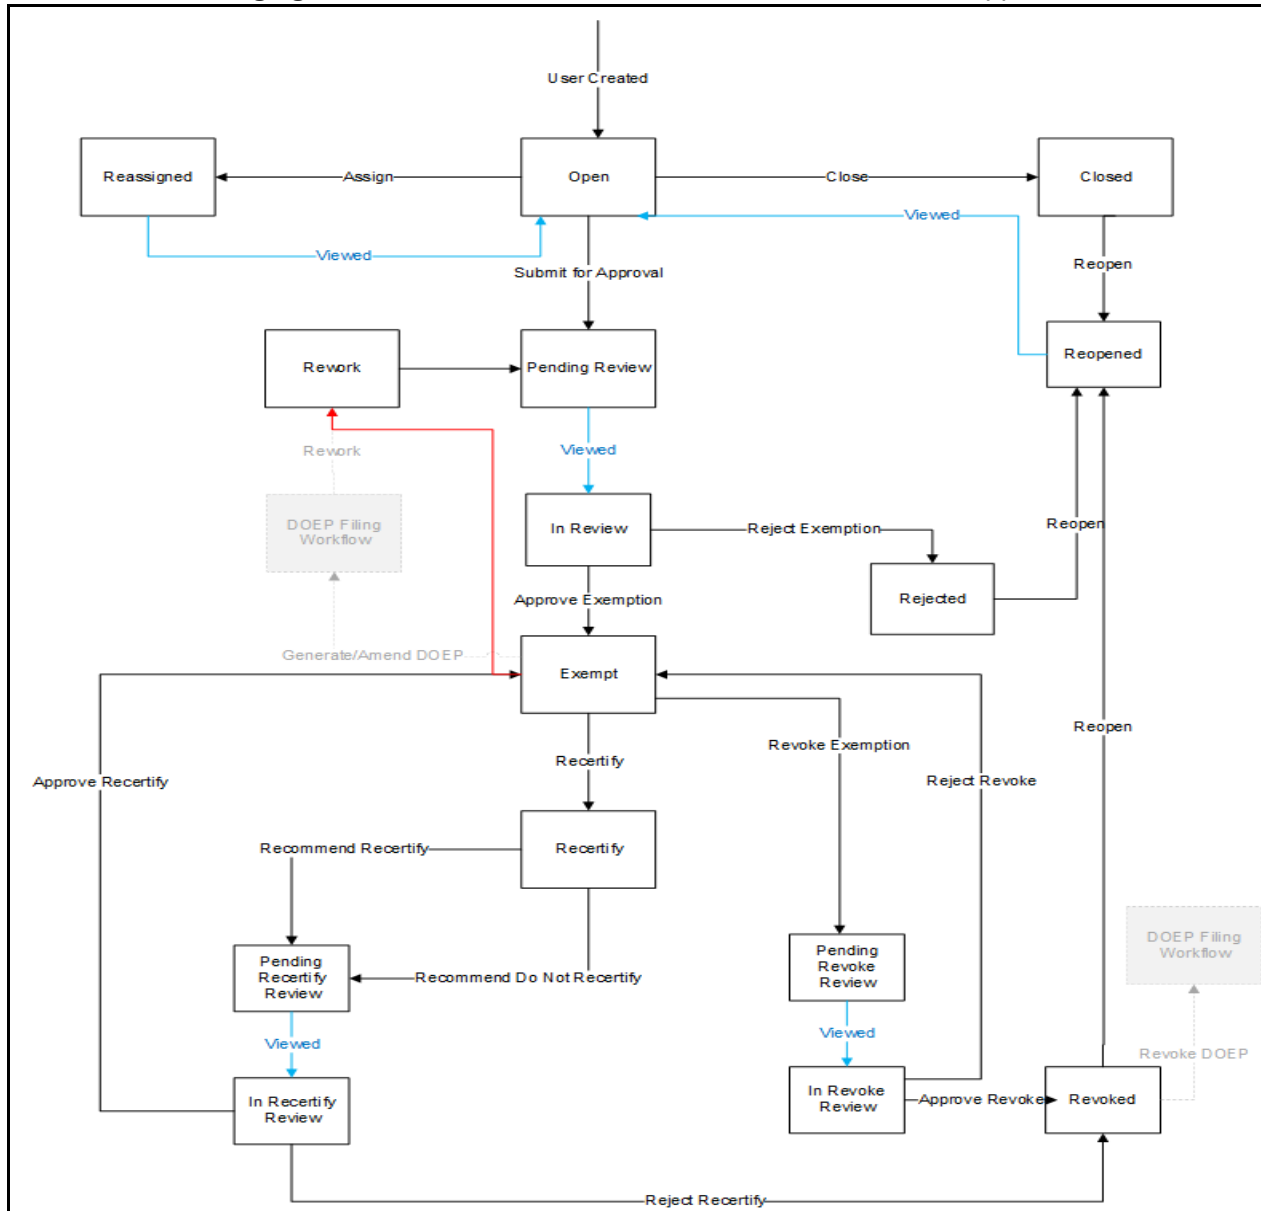 User Created
Reassigned
Assign
Open
Close
Closed
Viewed
Viewed
Submit for Approval
Reopen
Rework
Pending Review
Reopened
Rework
Viewed
DOEP Filing
Workflow
In Review
Reject Exemption
Reopen
Approve Exemption
Rejected
Generate/Amend DOEP
Exempt
Revoke Exemption
Reopen
Recertify
Approve Recertify
Reject Revoke
Recommend Recertify
Recertify
DOEP Filing
Workflow
Pending
Recertify
Review
Recommend Do Not Recertify
Pending
Revoke
Review
Viewed
Viewed
Revoke DOEP
In Recertify
Review
In Revoke
Review
Approve Revoke
Revoked
Reject Recertify